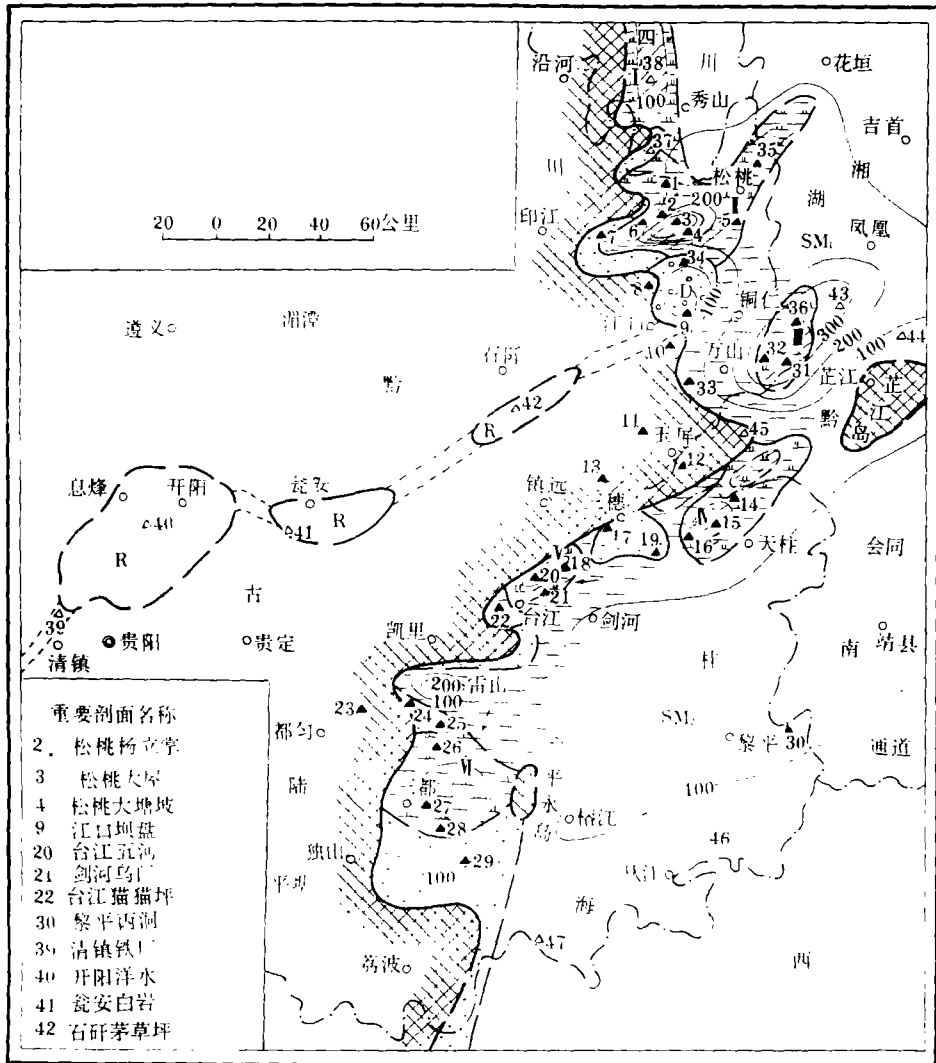 四
38
川
沿河
花垣
I
100
秀山
吉首
37
35
湘
川
1
松桃
200
湖
2
印江
7
6
3
4
5
SM₁
凤凰
20 0 20 40 60公里
34
8
D
100
铜仁
43
36
遵义
湄潭
9
300
石阡
10
万山
32
200
44
黔
31
100
芷江
芷
33
42
江
黔
岛
R
11
玉屏
45
12
13
息烽
开阳
瓮安
镇远
14
40
41
R
穗
15
17
16
天柱
会同
R
19
V
18
20
古
21
39
22
台江
剑河
贵阳
贵定
凯里
南
靖县
清镇
200
雷山
柱
100
23
24
25
SM₂
都匀
26
黎平
30
通道
VI
陆
都
平
27
水
100
28
岛
榕江
46
独山
29
100
海
47
荔波
西
重要剖面名称
2. 松桃杨立掌
3 松桃大屋
4 松桃大塘坡
9 江口坝盘
20 台江五河
21 剑河乌厂
22 台江猫猫坪
30 黎平西洞
39 清镇铁厂
40 开阳洋水
41 瓮安白岩
42 石阡茅草坪